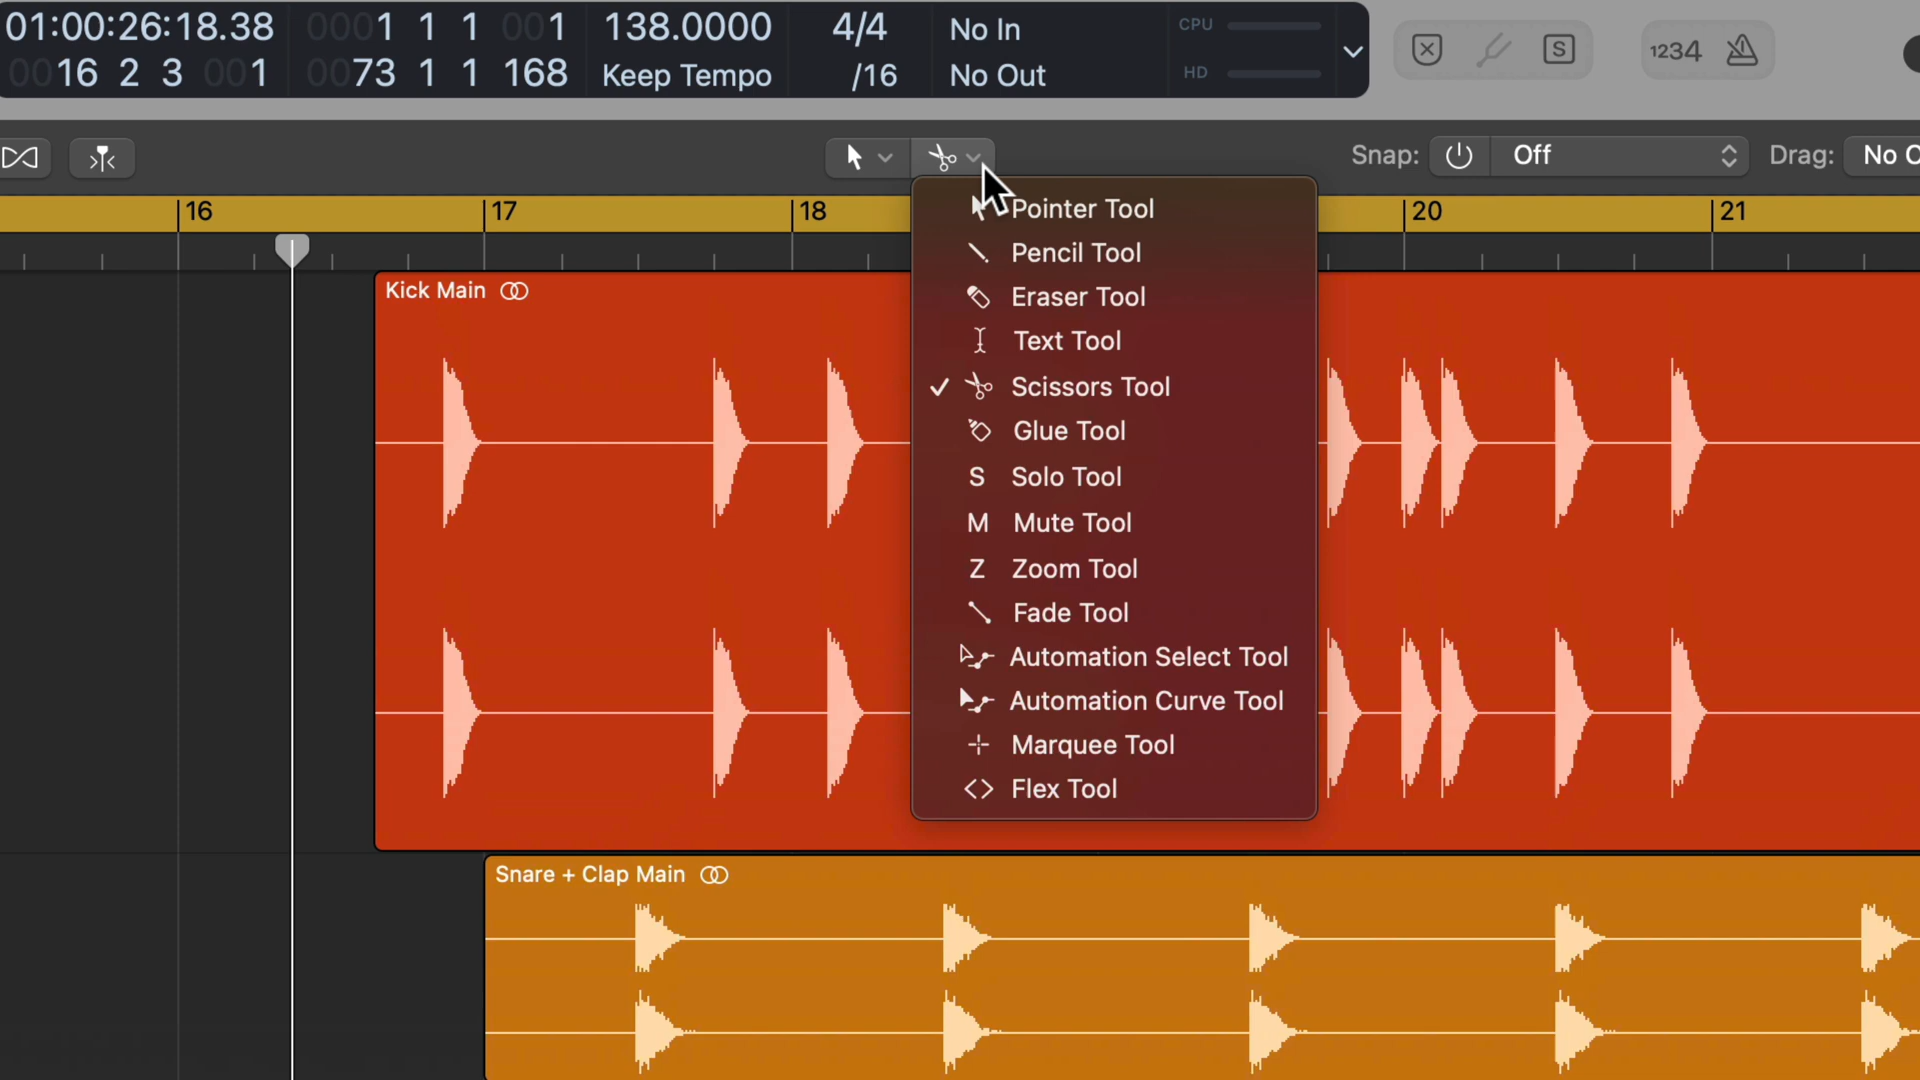 01:00:26:18.38 0001 1 1 001 138.0000 4/4 No In CPU
0016 2 3 001 0073 1 1 168 Keep Tempo /16 No Out HD
S 1234
Snap: Off Drag: No
16 17 18 20 21
Kick Main
Pointer Tool
Pencil Tool
Eraser Tool
Text Tool
Scissors Tool
Glue Tool
S Solo Tool
M Mute Tool
Z Zoom Tool
Fade Tool
Automation Select Tool
Automation Curve Tool
Marquee Tool
Flex Tool
Snare + Clap Main